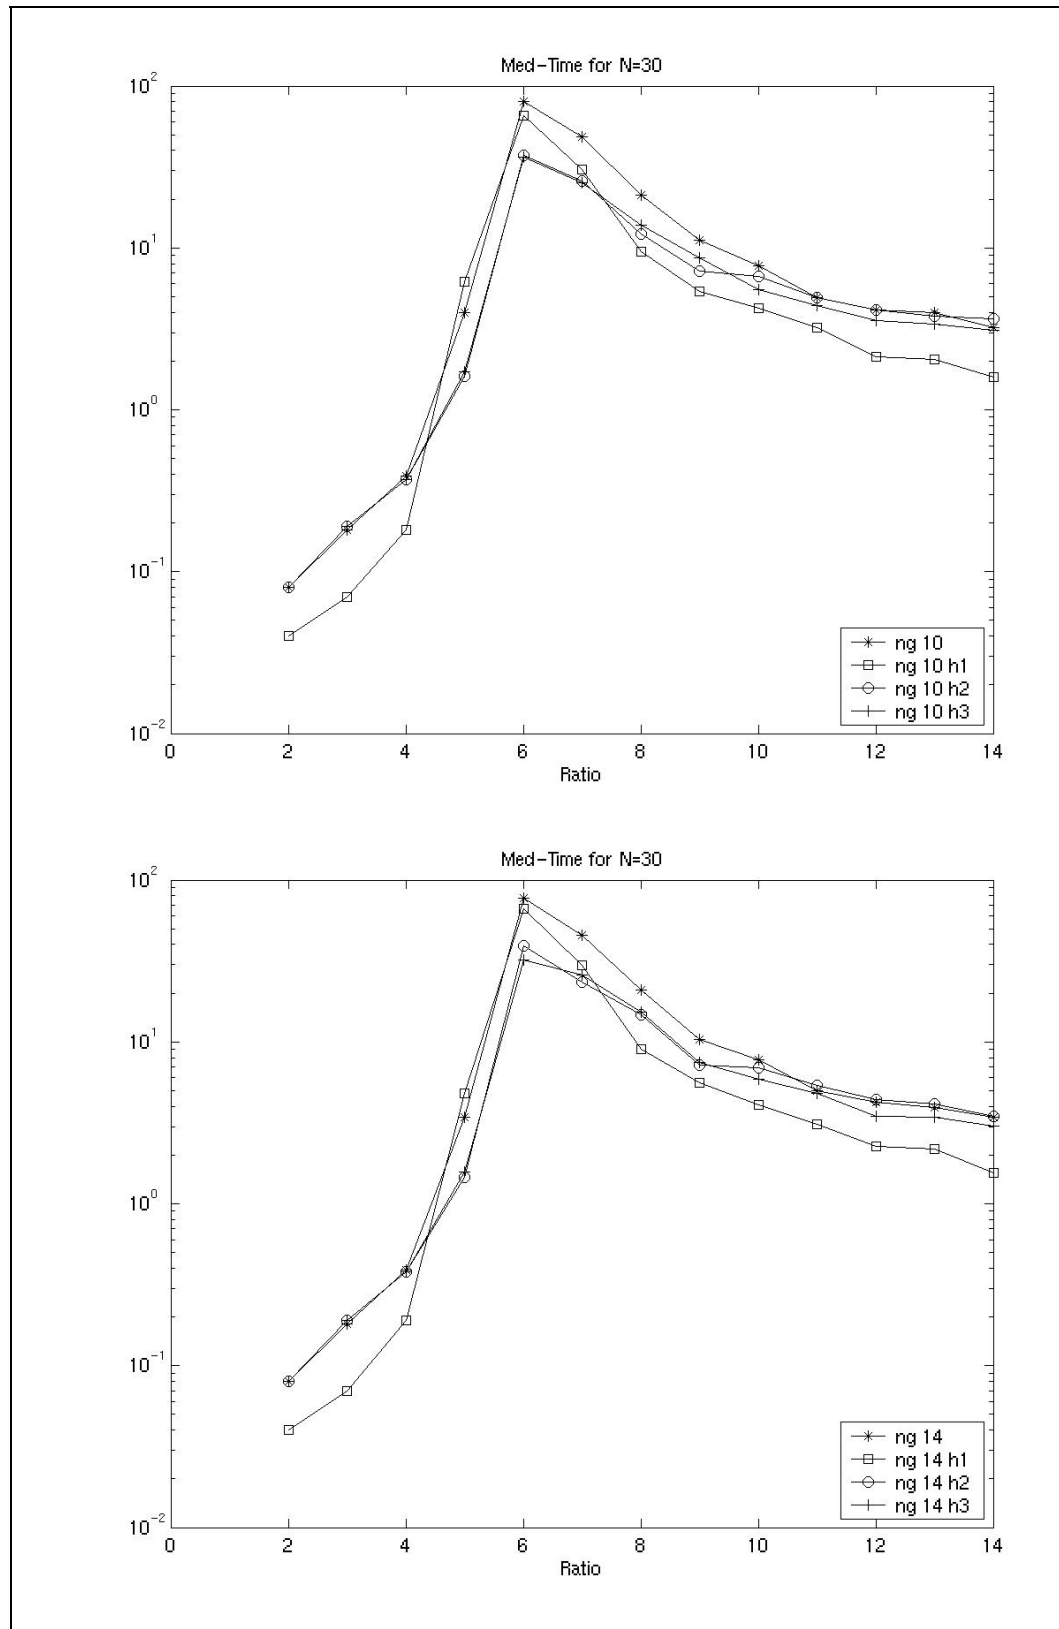 Med-Time for N=30
10^2
10^1
10^0
10^-1
10^-2
0 2 4 6 8 10 12 14
Ratio
ng 10
ng 10 h1
ng 10 h2
ng 10 h3
Med-Time for N=30
10^2
10^1
10^0
10^-1
10^-2
0 2 4 6 8 10 12 14
Ratio
ng 14
ng 14 h1
ng 14 h2
ng 14 h3